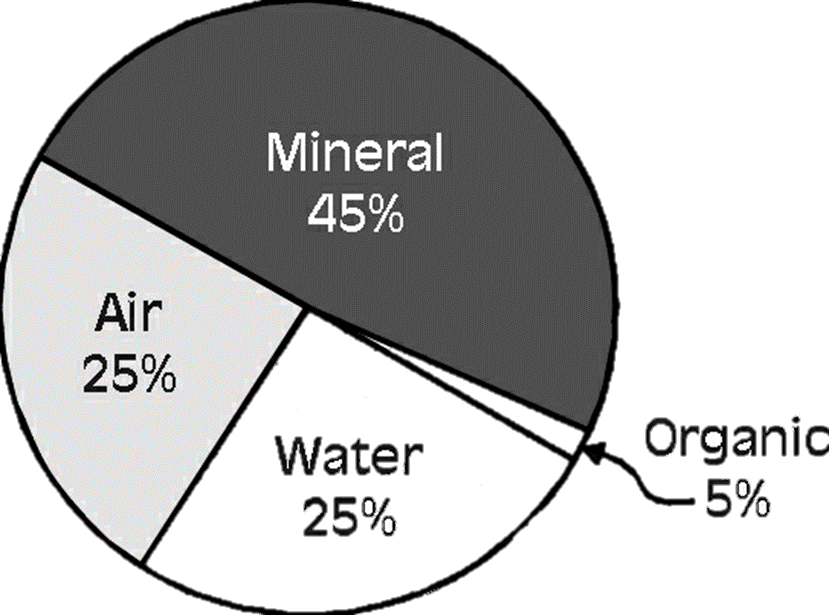 Mineral
45%
Air
25%
Water
25%
Organic
5%